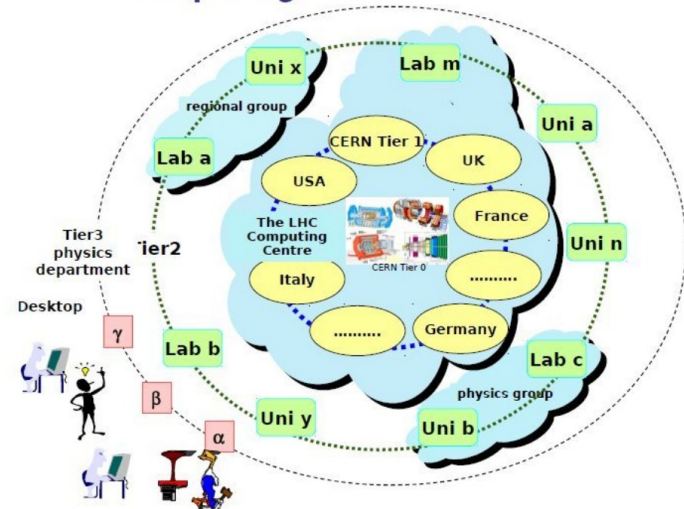 Uni x
Lab m
regional group
Uni a
CERN Tier 1
Lab a
UK
USA
France
The LHC
Computing
Centre
Uni n
Tier3
physics
department
ier2
CERN Tier 0
Italy
..........
Desktop
γ
..........
Germany
Lab b
Lab c
β
physics group
Uni y
Uni b
α